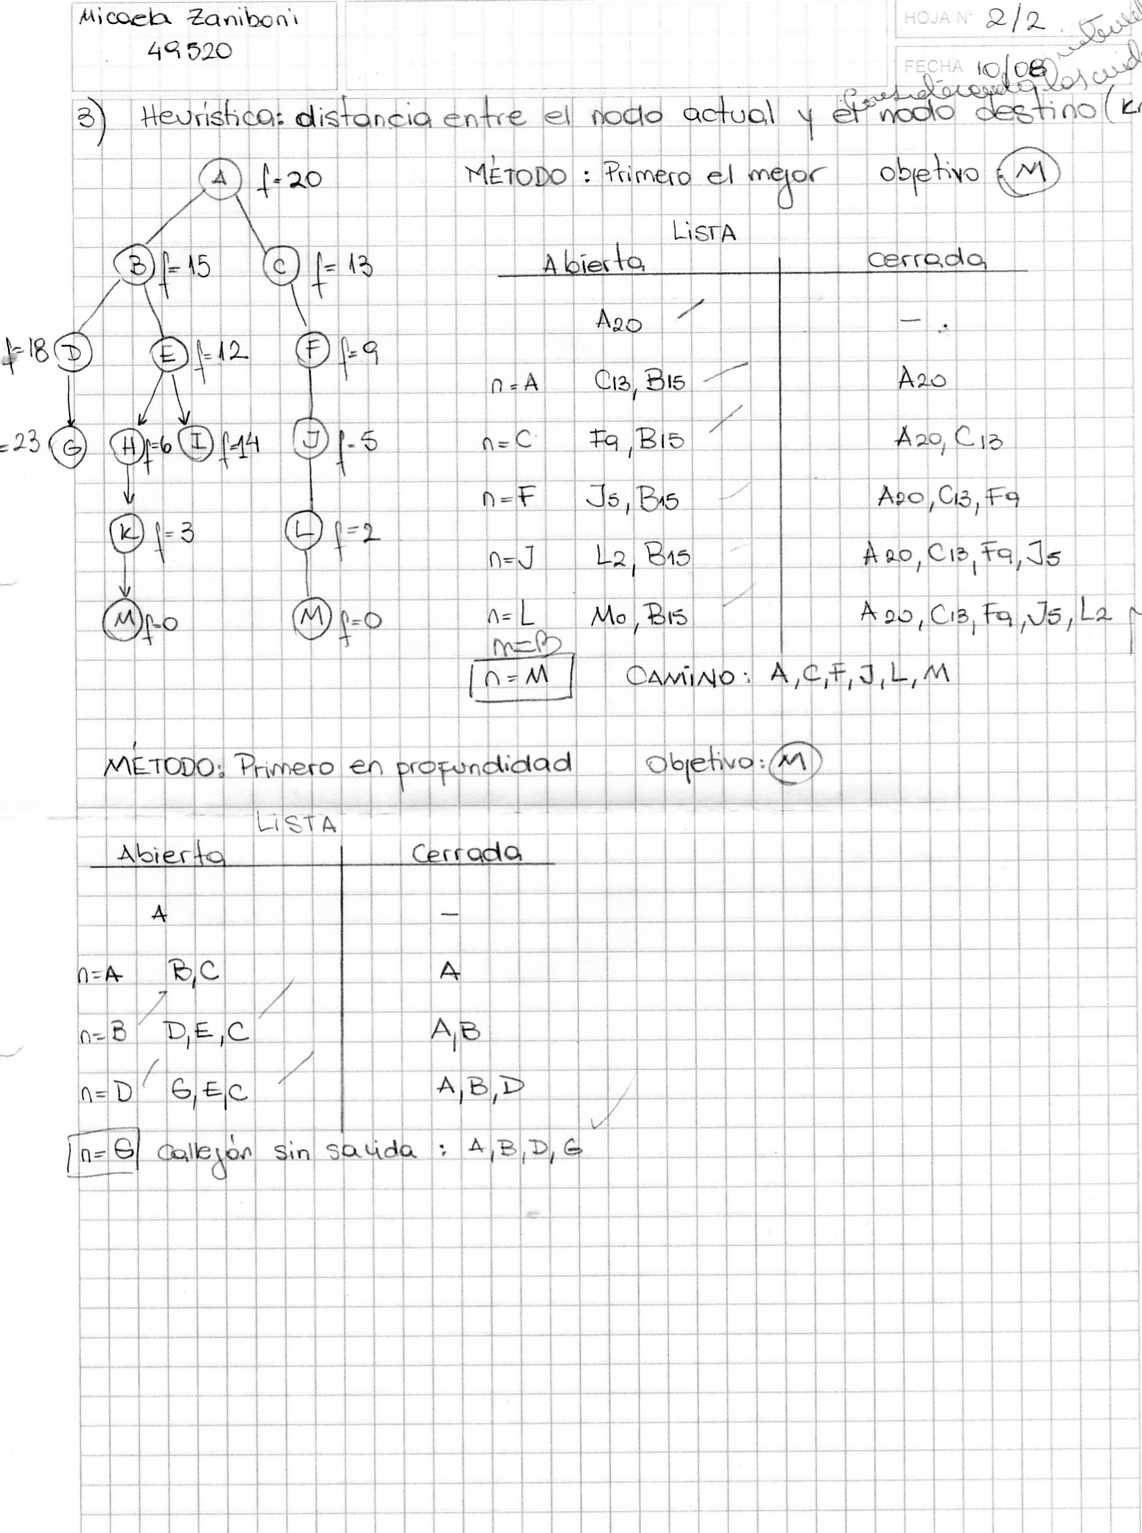 Micaela Zaniboni
49520
HOJA N° 2/2
FECHA 10/08
3) Heurística: distancia entre el nodo actual y el nodo destino (K
MÉTODO: Primero el mejor objetivo: M
A f=20
B f=15 C f=13
f=18 D E f=12 F f=9
=23 G H f=6 I f=14 J f=5
K f=3 L f=2
M f=0 M f=0
LISTA
Abierta cerrada
A20 —
n=A C13, B15 A20
n=C F9, B15 A20, C13
n=F J5, B15 A20, C13, F9
n=J L2, B15 A20, C13, F9, J5
n=L M0, B15 A20, C13, F9, J5, L2
n=B
n=M CAMINO: A, C, F, J, L, M
MÉTODO: Primero en profundidad Objetivo: M
LISTA
Abierta Cerrada
A —
n=A B, C A
n=B D, E, C A, B
n=D G, E, C A, B, D
n=G Callejón sin salida: A, B, D, G